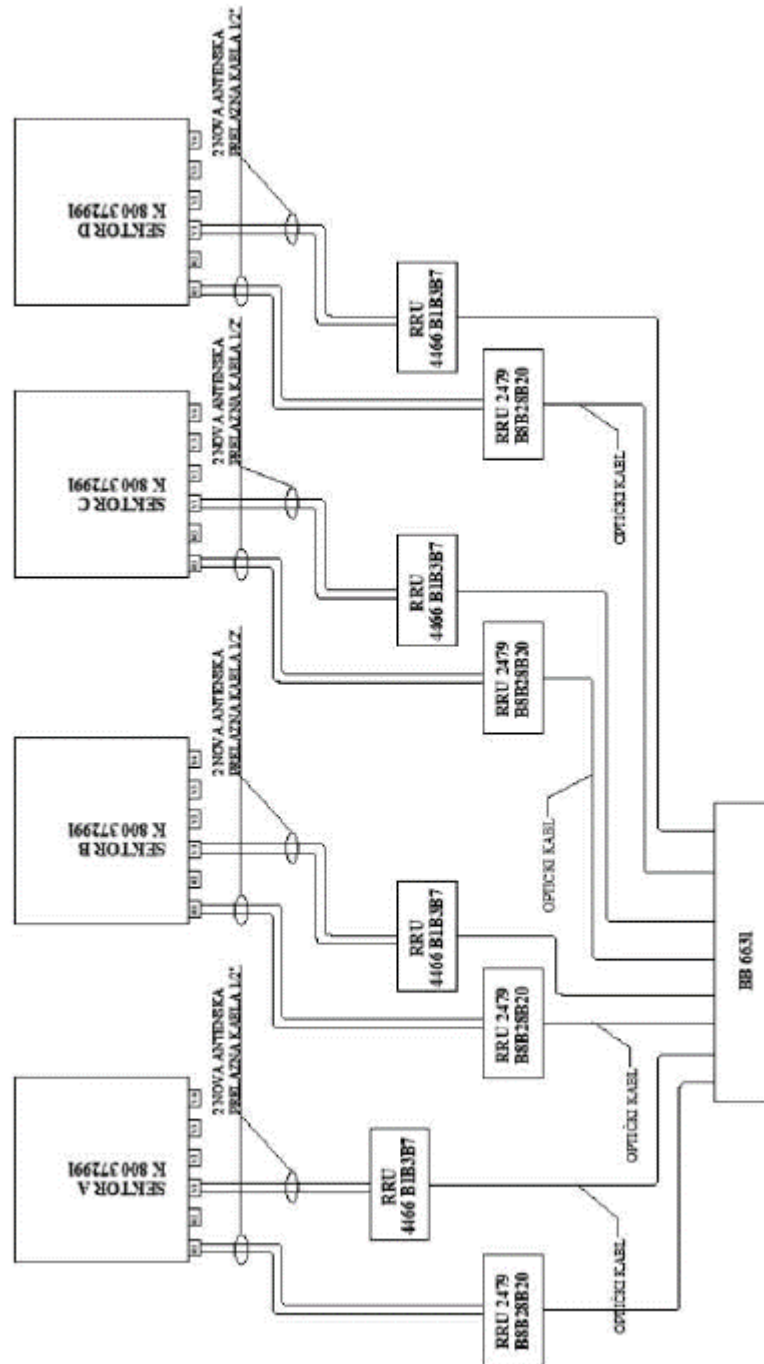 SEKTOR A
K 800 372991
2 NOVA ANTENSKA
PRELAZNA KABLA 1/2"
RRU
4466 B1B3B7
RRU 2479
B8B28B20
OPTIČKI KABL
SEKTOR B
K 800 372991
2 NOVA ANTENSKA
PRELAZNA KABLA 1/2"
RRU
4466 B1B3B7
RRU 2479
B8B28B20
OPTIČKI KABL
SEKTOR C
K 800 372991
2 NOVA ANTENSKA
PRELAZNA KABLA 1/2"
RRU
4466 B1B3B7
RRU 2479
B8B28B20
OPTIČKI KABL
SEKTOR D
K 800 372991
2 NOVA ANTENSKA
PRELAZNA KABLA 1/2"
RRU
4466 B1B3B7
RRU 2479
B8B28B20
OPTIČKI KABL
BB 6631